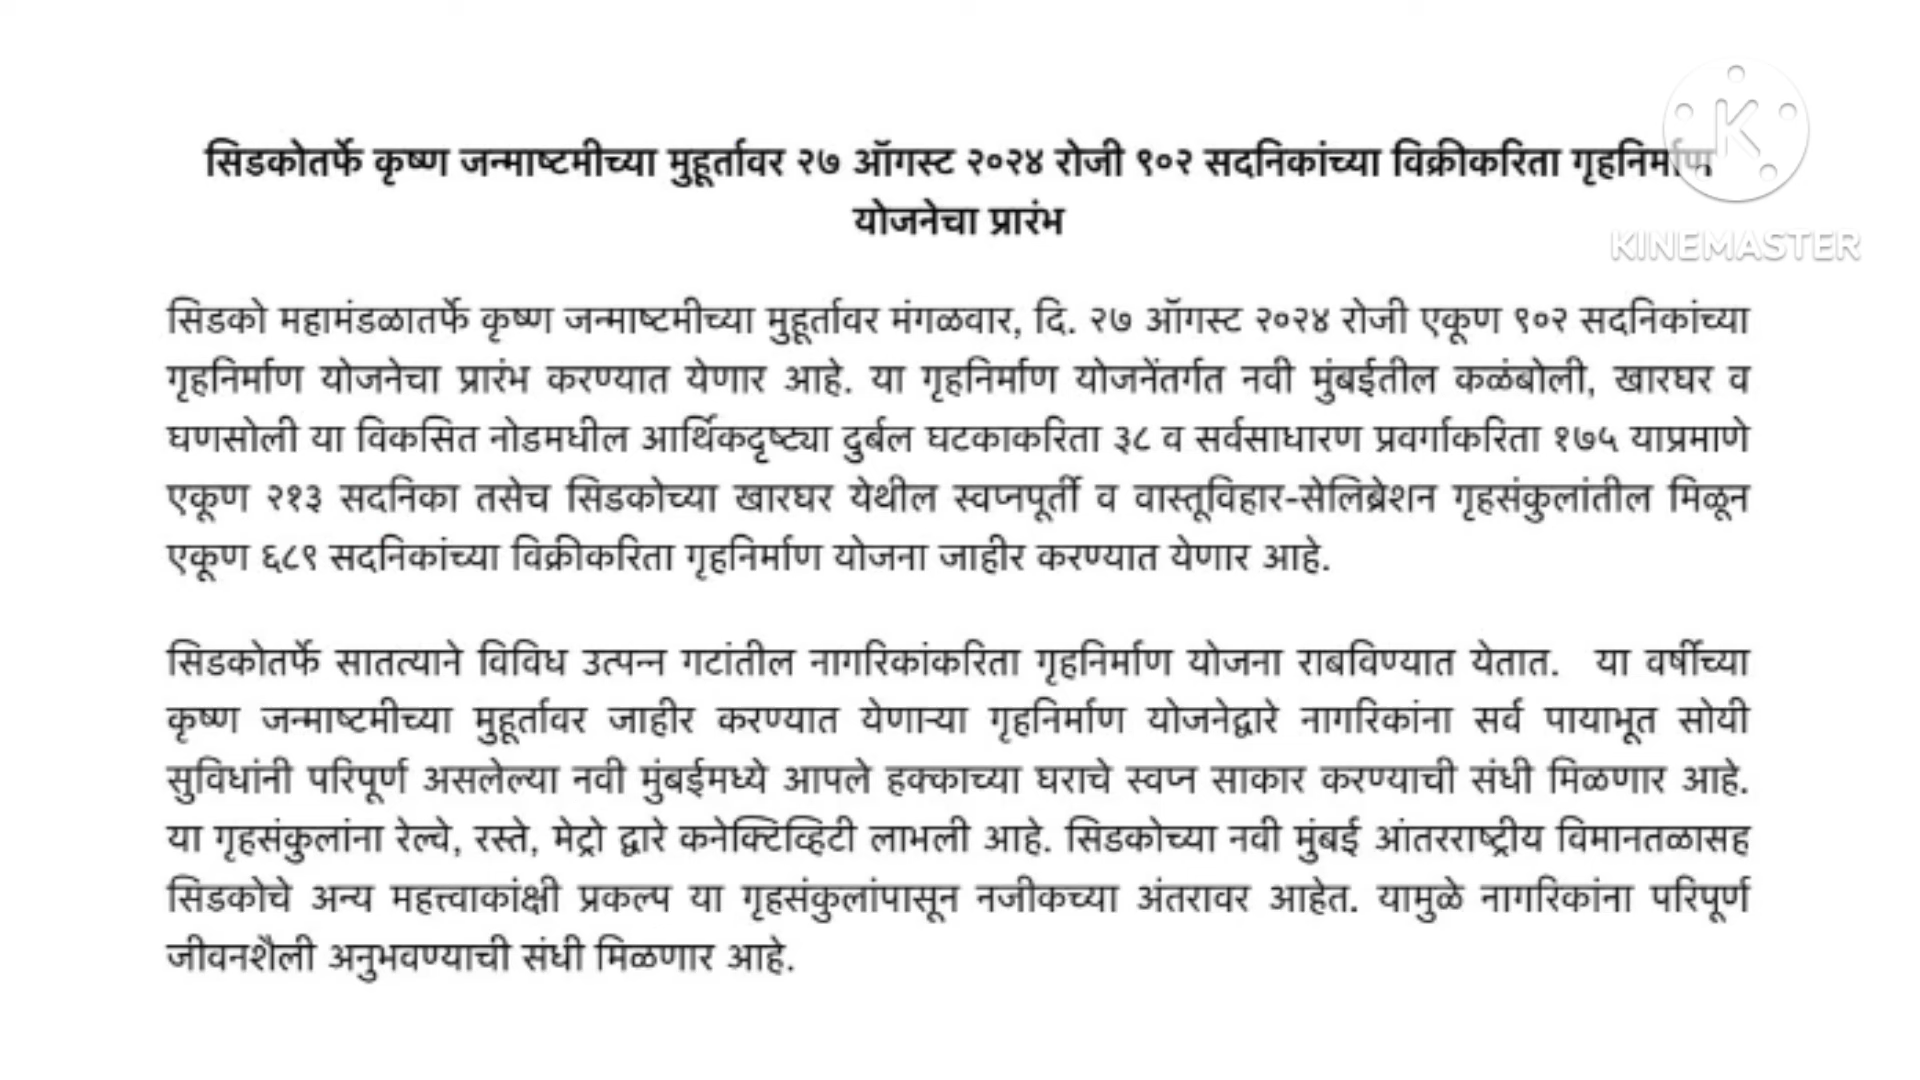 सिडकोतर्फे कृष्ण जन्माष्टमीच्या मुहूर्तावर २७ ऑगस्ट २०२४ रोजी ९०२ सदनिकांच्या विक्रीकरिता गृहनिर्माण
योजनेचा प्रारंभ
KINEMASTER
सिडको महामंडळातर्फे कृष्ण जन्माष्टमीच्या मुहूर्तावर मंगळवार, दि. २७ ऑगस्ट २०२४ रोजी एकूण ९०२ सदनिकांच्या
गृहनिर्माण योजनेचा प्रारंभ करण्यात येणार आहे. या गृहनिर्माण योजनेंतर्गत नवी मुंबईतील कळंबोली, खारघर व
घणसोली या विकसित नोडमधील आर्थिकदृष्ट्या दुर्बल घटकाकरिता ३८ व सर्वसाधारण प्रवर्गाकरिता १७५ याप्रमाणे
एकूण २१३ सदनिका तसेच सिडकोच्या खारघर येथील स्वप्नपूर्ती व वास्तूविहार-सेलिब्रेशन गृहसंकुलांतील मिळून
एकूण ६८९ सदनिकांच्या विक्रीकरिता गृहनिर्माण योजना जाहीर करण्यात येणार आहे.
सिडकोतर्फे सातत्याने विविध उत्पन्न गटांतील नागरिकांकरिता गृहनिर्माण योजना राबविण्यात येतात. या वर्षीच्या
कृष्ण जन्माष्टमीच्या मुहूर्तावर जाहीर करण्यात येणाऱ्या गृहनिर्माण योजनेद्वारे नागरिकांना सर्व पायाभूत सोयी
सुविधांनी परिपूर्ण असलेल्या नवी मुंबईमध्ये आपले हक्काच्या घराचे स्वप्न साकार करण्याची संधी मिळणार आहे.
या गृहसंकुलांना रेल्वे, रस्ते, मेट्रो द्वारे कनेक्टिव्हिटी लाभली आहे. सिडकोच्या नवी मुंबई आंतरराष्ट्रीय विमानतळासह
सिडकोचे अन्य महत्त्वाकांक्षी प्रकल्प या गृहसंकुलांपासून नजीकच्या अंतरावर आहेत. यामुळे नागरिकांना परिपूर्ण
जीवनशैली अनुभवण्याची संधी मिळणार आहे.